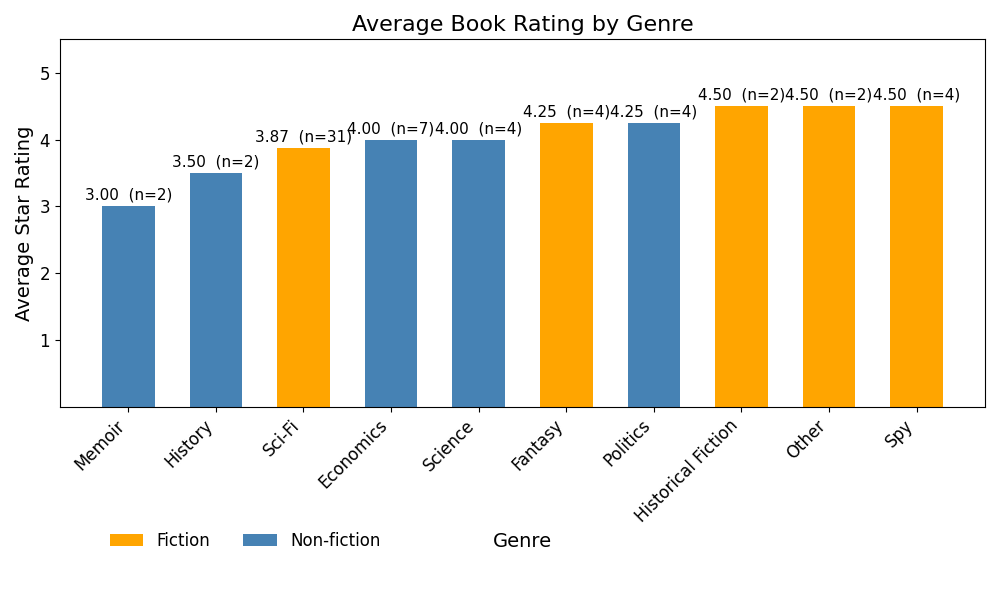 Average Book Rating by Genre
Average Star Rating
5
4
3
2
1
3.00 (n=2)
3.50 (n=2)
3.87 (n=31)
4.00 (n=7)
4.00 (n=4)
4.25 (n=4)
4.25 (n=4)
4.50 (n=2)
4.50 (n=2)
4.50 (n=4)
Memoir
History
Sci-Fi
Economics
Science
Fantasy
Politics
Historical Fiction
Other
Spy
Genre
Fiction
Non-fiction